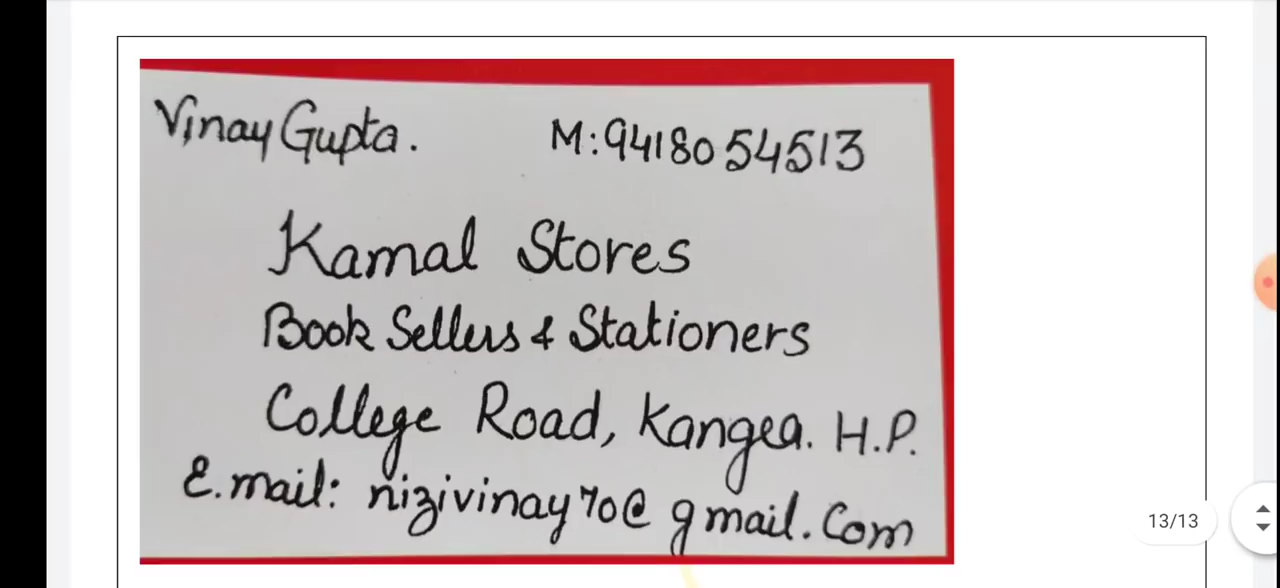 Vinay Gupta. M: 9418054513
Kamal Stores
Book Sellers & Stationers
College Road, Kangra. H.P.
E.mail: nizivinay70@gmail.com
13/13